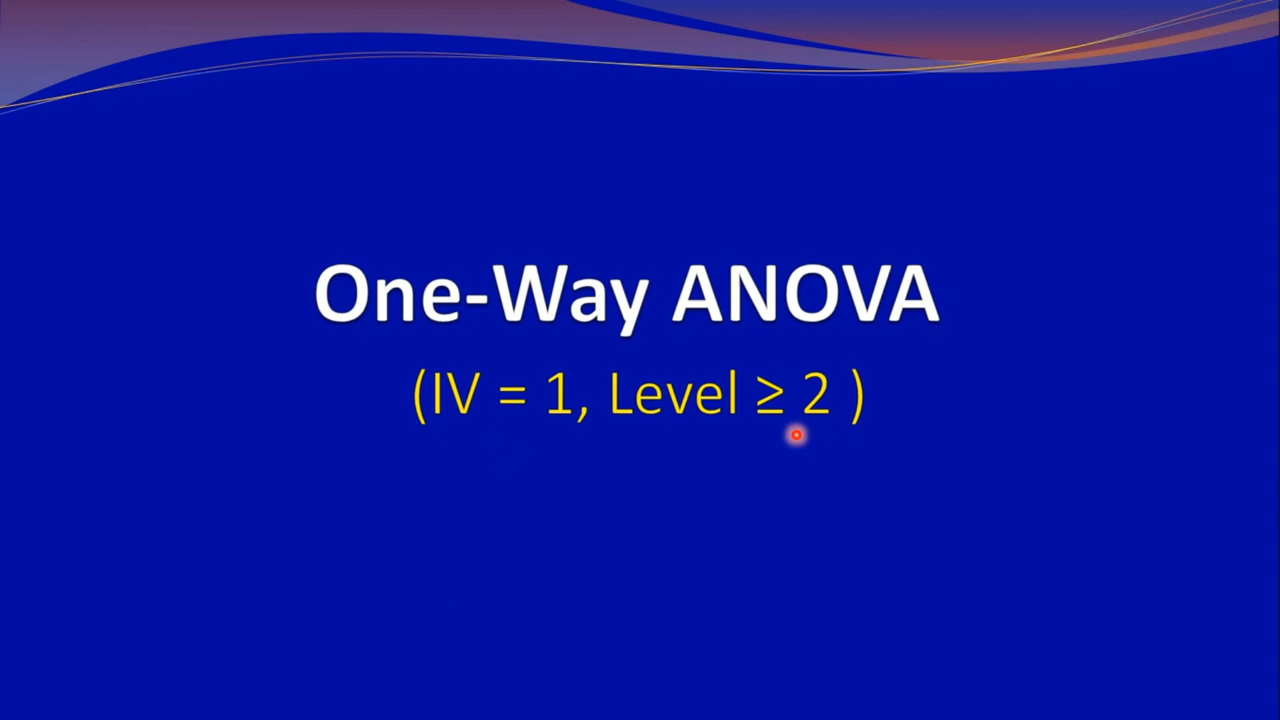 One-Way ANOVA
(IV = 1, Level ≥ 2 )